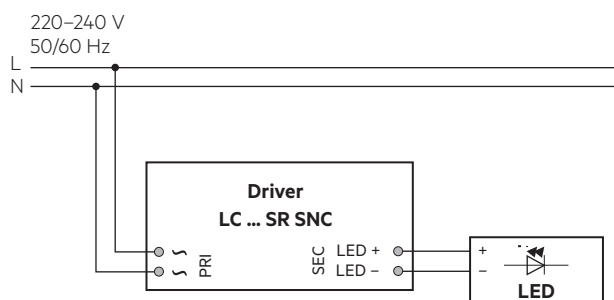 220–240 V
50/60 Hz
L
N
Driver
LC ... SR SNC
~ PRI SEC LED + +
~ LED – –
LED